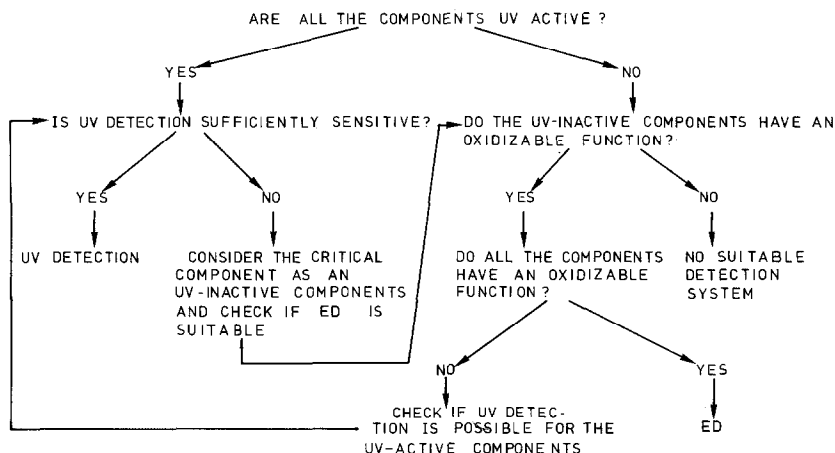 ARE ALL THE COMPONENTS UV ACTIVE?
YES
NO
IS UV DETECTION SUFFICIENTLY SENSITIVE?
DO THE UV-INACTIVE COMPONENTS HAVE AN
OXIDIZABLE FUNCTION?
YES
NO
YES
NO
UV DETECTION
CONSIDER THE CRITICAL
COMPONENT AS AN
UV-INACTIVE COMPONENTS
AND CHECK IF ED IS
SUITABLE
DO ALL THE COMPONENTS
HAVE AN OXIDIZABLE
FUNCTION?
NO SUITABLE
DETECTION
SYSTEM
NO
YES
CHECK IF UV DETEC-
TION IS POSSIBLE FOR THE
UV-ACTIVE COMPONENTS
ED